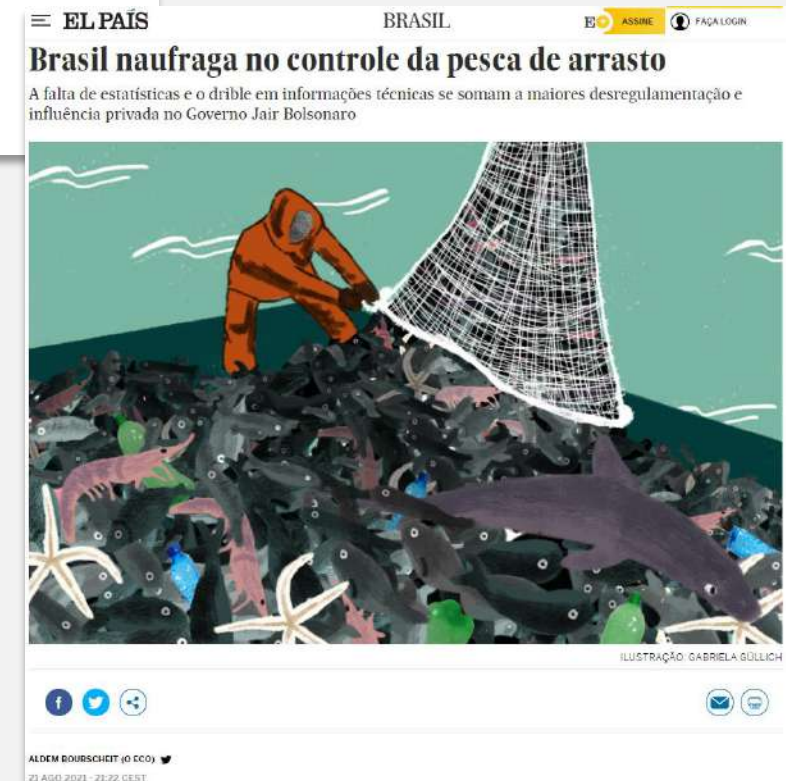 EL PAÍS
BRASIL
E
ASSINE
FAÇA LOGIN
Brasil naufraga no controle da pesca de arrasto
A falta de estatísticas e o drible em informações técnicas se somam a maiores desregulamentação e
influência privada no Governo Jair Bolsonaro
ILUSTRAÇÃO: GABRIELA GÜLLICH
ALDEM BOURSCHEIT (O ECO)
21 AGO 2021 - 21:22 CEST